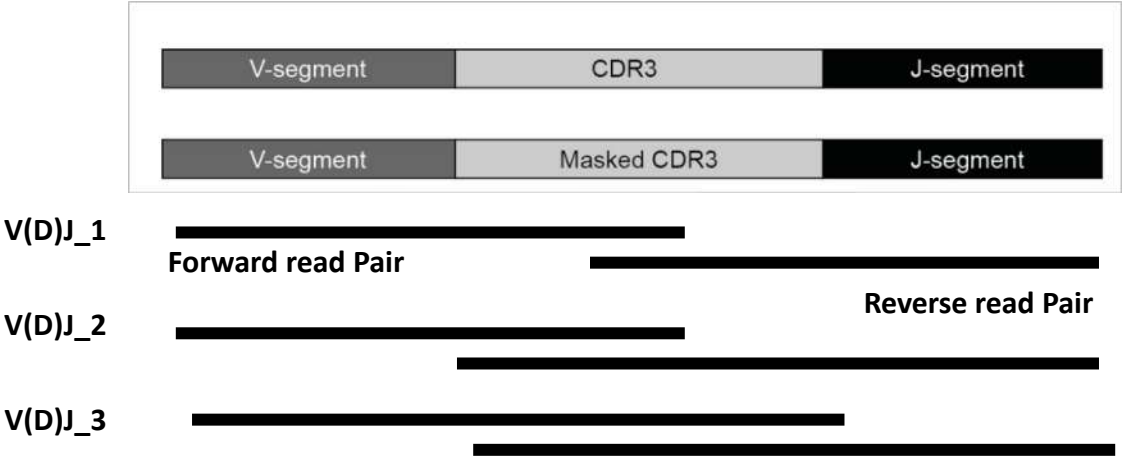 V-segment CDR3 J-segment
V-segment Masked CDR3 J-segment
V(D)J_1
Forward read Pair
Reverse read Pair
V(D)J_2
V(D)J_3